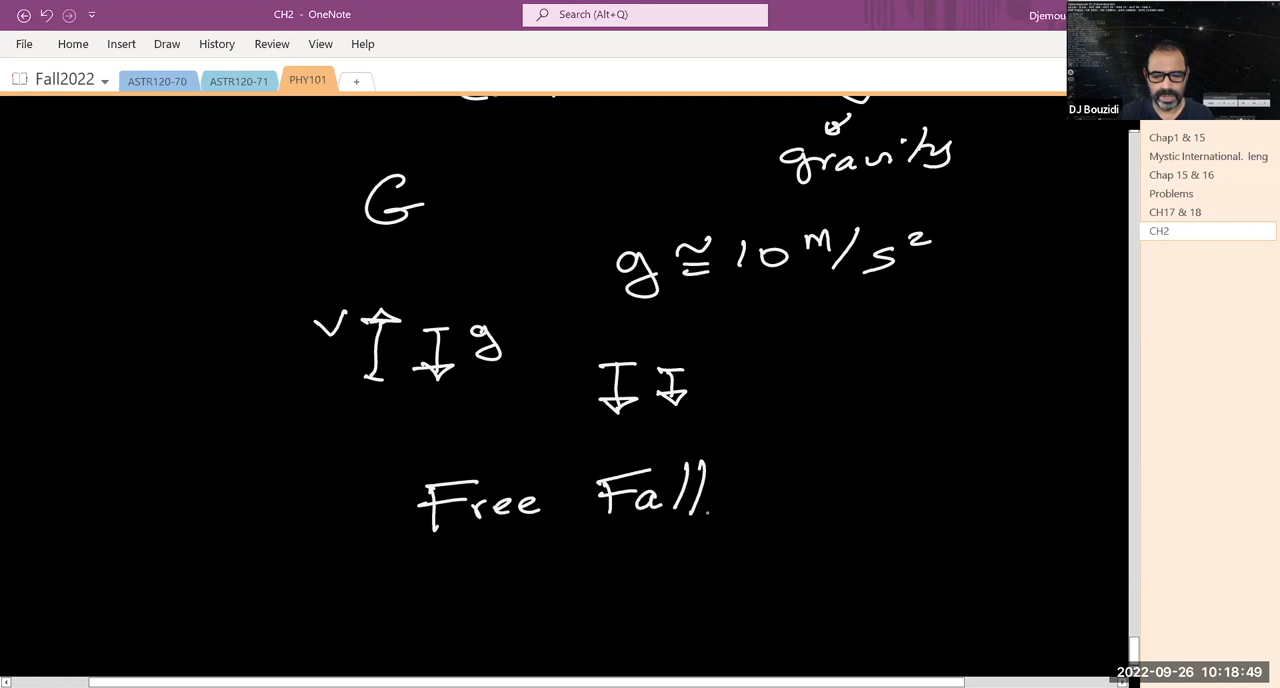 CH2 - OneNote
Search (Alt+Q)
Djemou
File Home Insert Draw History Review View Help
Fall2022 ASTR120-70 ASTR120-71 PHY101 +
DJ Bouzidi
Chap1 & 15
Mystic International. leng
Chap 15 & 16
Problems
CH17 & 18
CH2
gravity
G
g ≅ 10 m/s²
V g
Free Fall
2022-09-26 10:18:49